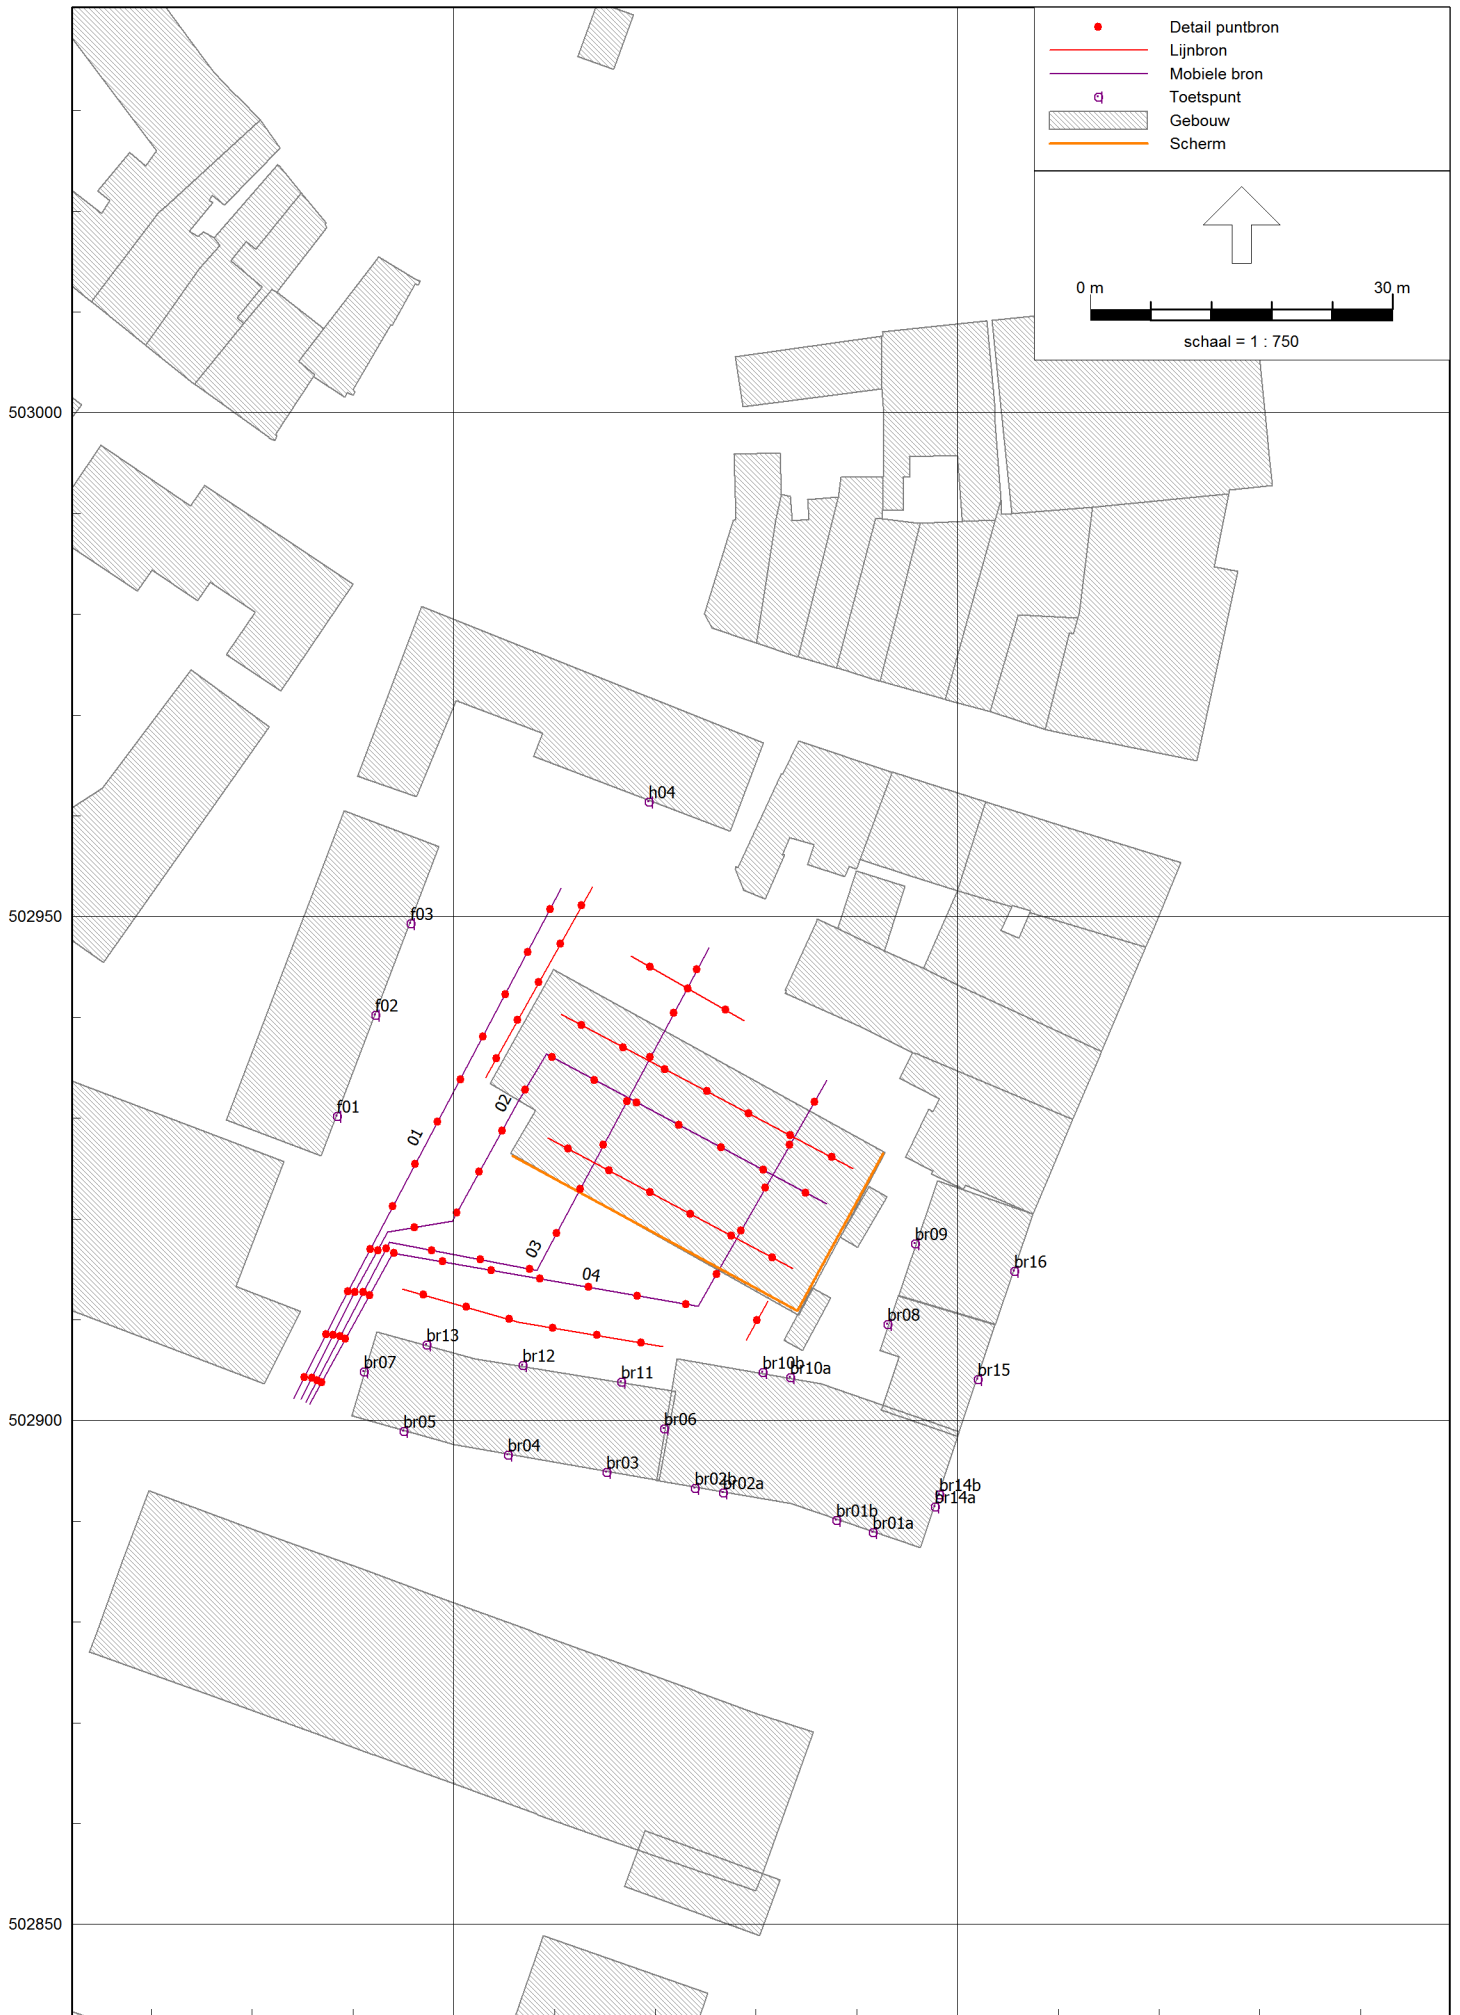 Detail puntbron
Lijnbron
Mobiele bron
Toetspunt
Gebouw
Scherm
0 m 30 m
schaal = 1 : 750
503000
h04
502950
f03
f02
f01
01
02
03
04
br09
br16
br08
br13
br12
br07
br11
br10b
br10a
br15
502900
br05
br06
br04
br03
br02b
br02a
br14b
br14a
br01b
br01a
502850